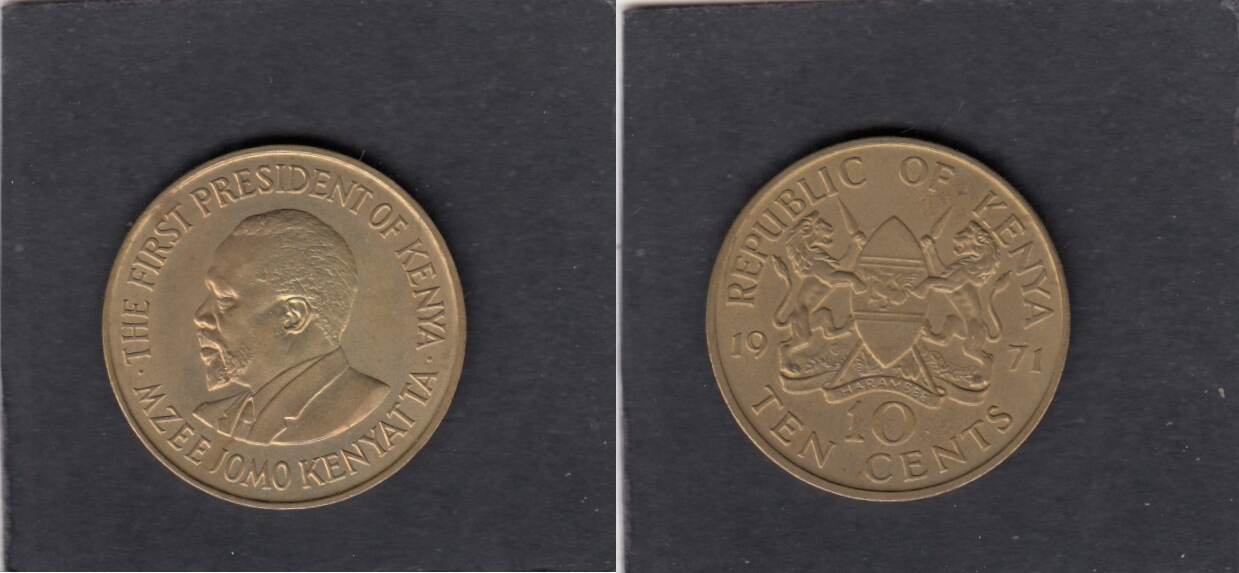 · THE FIRST PRESIDENT OF KENYA ·
MZEE JOMO KENYATTA
REPUBLIC OF KENYA
19 71
HARAMBEE
10
TEN CENTS